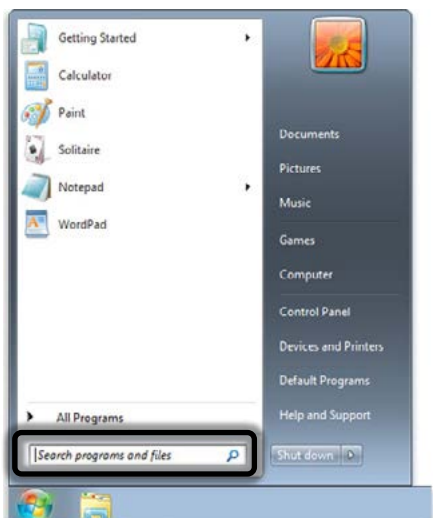 Getting Started
Calculator
Paint
Solitaire
Notepad
WordPad
All Programs
Search programs and files
Documents
Pictures
Music
Games
Computer
Control Panel
Devices and Printers
Default Programs
Help and Support
Shut down